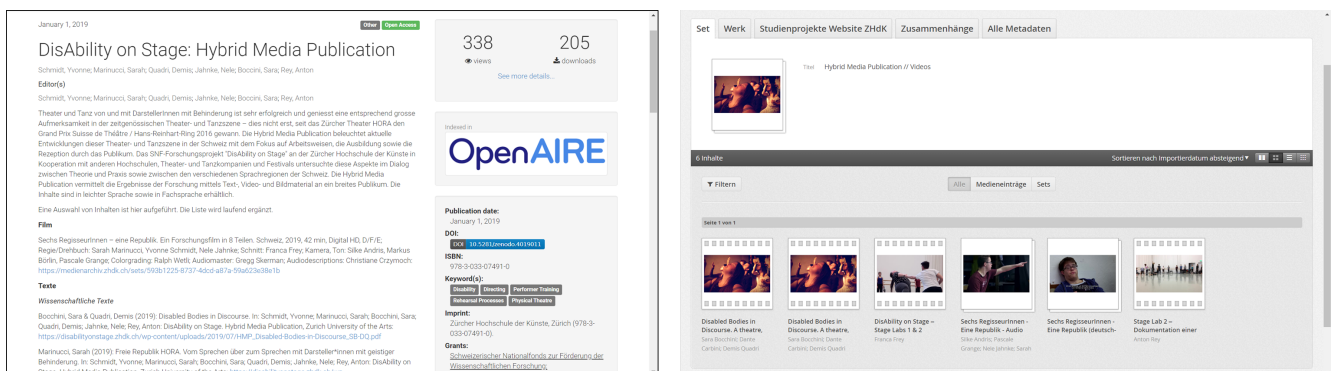 January 1, 2019
Other Open Access
DisAbility on Stage: Hybrid Media Publication
Schmidt, Yvonne; Marinucci, Sarah; Quadri, Demis; Jahnke, Nele; Boccini, Sara; Rey, Anton
Editor(s)
Schmidt, Yvonne; Marinucci, Sarah; Quadri, Demis; Jahnke, Nele; Boccini, Sara; Rey, Anton
Theater und Tanz von und mit DarstellerInnen mit Behinderung ist sehr erfolgreich und geniesst eine entsprechend grosse
Aufmerksamkeit in der zeitgenössischen Theater- und Tanzszene – dies nicht erst, seit das Zürcher Theater HORA den
Grand Prix Suisse de Théâtre / Hans-Reinhart-Ring 2016 gewann. Die Hybrid Media Publication beleuchtet aktuelle
Entwicklungen dieser Theater- und Tanzszene in der Schweiz mit dem Fokus auf Arbeitsweisen, die Ausbildung sowie die
Rezeption durch das Publikum. Das SNF-Forschungsprojekt "DisAbility on Stage" an der Zürcher Hochschule der Künste in
Kooperation mit anderen Hochschulen, Theater- und Tanzkompanien und Festivals untersuchte diese Aspekte im Dialog
zwischen Theorie und Praxis sowie zwischen den verschiedenen Sprachregionen der Schweiz. Die Hybrid Media
Publication vermittelt die Ergebnisse der Forschung mittels Text-, Video- und Bildmaterial an ein breites Publikum. Die
Inhalte sind in leichter Sprache sowie in Fachsprache erhältlich.
Eine Auswahl von Inhalten ist hier aufgeführt. Die Liste wird laufend ergänzt.
Film
Sechs RegisseurInnen – eine Republik. Ein Forschungsfilm in 8 Teilen. Schweiz, 2019, 42 min, Digital HD, D/F/E;
Regie/Drehbuch: Sarah Marinucci, Yvonne Schmidt, Nele Jahnke; Schnitt: Franca Frey; Kamera, Ton: Silke Andris, Markus
Börlin, Pascale Grange; Colorgrading: Ralph Wetli; Audiomaster: Gregg Skerman; Audiodescriptions: Christiane Crzymoch:
https://medienarchiv.zhdk.ch/sets/593b1225-8737-4dcd-a87a-59a623e38e1b
Texte
Wissenschaftliche Texte
Bocchini, Sara & Quadri, Demis (2019): Disabled Bodies in Discourse. In: Schmidt, Yvonne; Marinucci, Sarah; Boccini, Sara;
Quadri, Demis; Jahnke, Nele; Rey, Anton: DisAbility on Stage. Hybrid Media Publication, Zurich University of the Arts:
https://disabilityonstage.zhdk.ch/wp-content/uploads/2019/07/HMP_Disabled-Bodies-in-Discourse_SB-DQ.pdf
Marinucci, Sarah (2019): Freie Republik HORA. Vom Sprechen über zum Sprechen mit Darsteller*innen mit geistiger
Behinderung. In: Schmidt, Yvonne; Marinucci, Sarah; Boccini, Sara; Quadri, Demis; Jahnke, Nele; Rey, Anton: DisAbility on
338 205
views downloads
See more details...
Indexed in
OpenAIRE
Publication date:
January 1, 2019
DOI:
DOI 10.5281/zenodo.4019011
ISBN:
978-3-033-07491-0
Keyword(s):
Disability Directing Performer Training
Rehearsal Processes Physical Theatre
Imprint:
Zürcher Hochschule der Künste, Zürich (978-3-
033-07491-0).
Grants:
Schweizerischer Nationalfonds zur Förderung der
Wissenschaftlichen Forschung:
Set Werk Studienprojekte Website ZHdK Zusammenhänge Alle Metadaten
Titel Hybrid Media Publication // Videos
6 Inhalte
Sortieren nach Importierdatum absteigend
Filtern
Alle Medieneinträge Sets
Seite 1 von 1
Disabled Bodies in
Discourse. A theatre,
Sara Bocchini; Dante
Carbini; Demis Quadri
Disabled Bodies in
Discourse. A theatre,
Sara Bocchini; Dante
Carbini; Demis Quadri
DisAbility on Stage –
Stage Labs 1 & 2
Franca Frey
Sechs RegisseurInnen -
Eine Republik - Audio
Silke Andris; Pascale
Grange; Nele Jahnke; Sarah
Sechs RegisseurInnen -
Eine Republik (deutsch-
Stage Lab 2 –
Dokumentation einer
Anton Rey